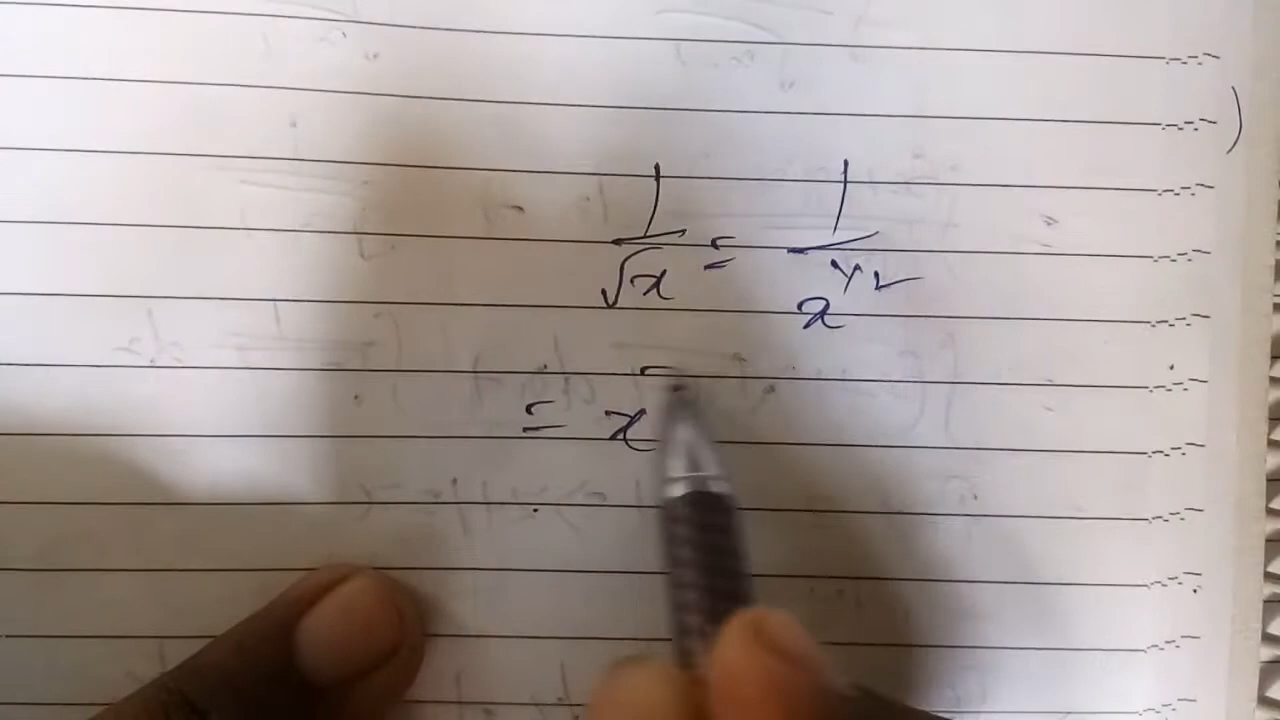 1/√x = 1/x^1/2
= x^-